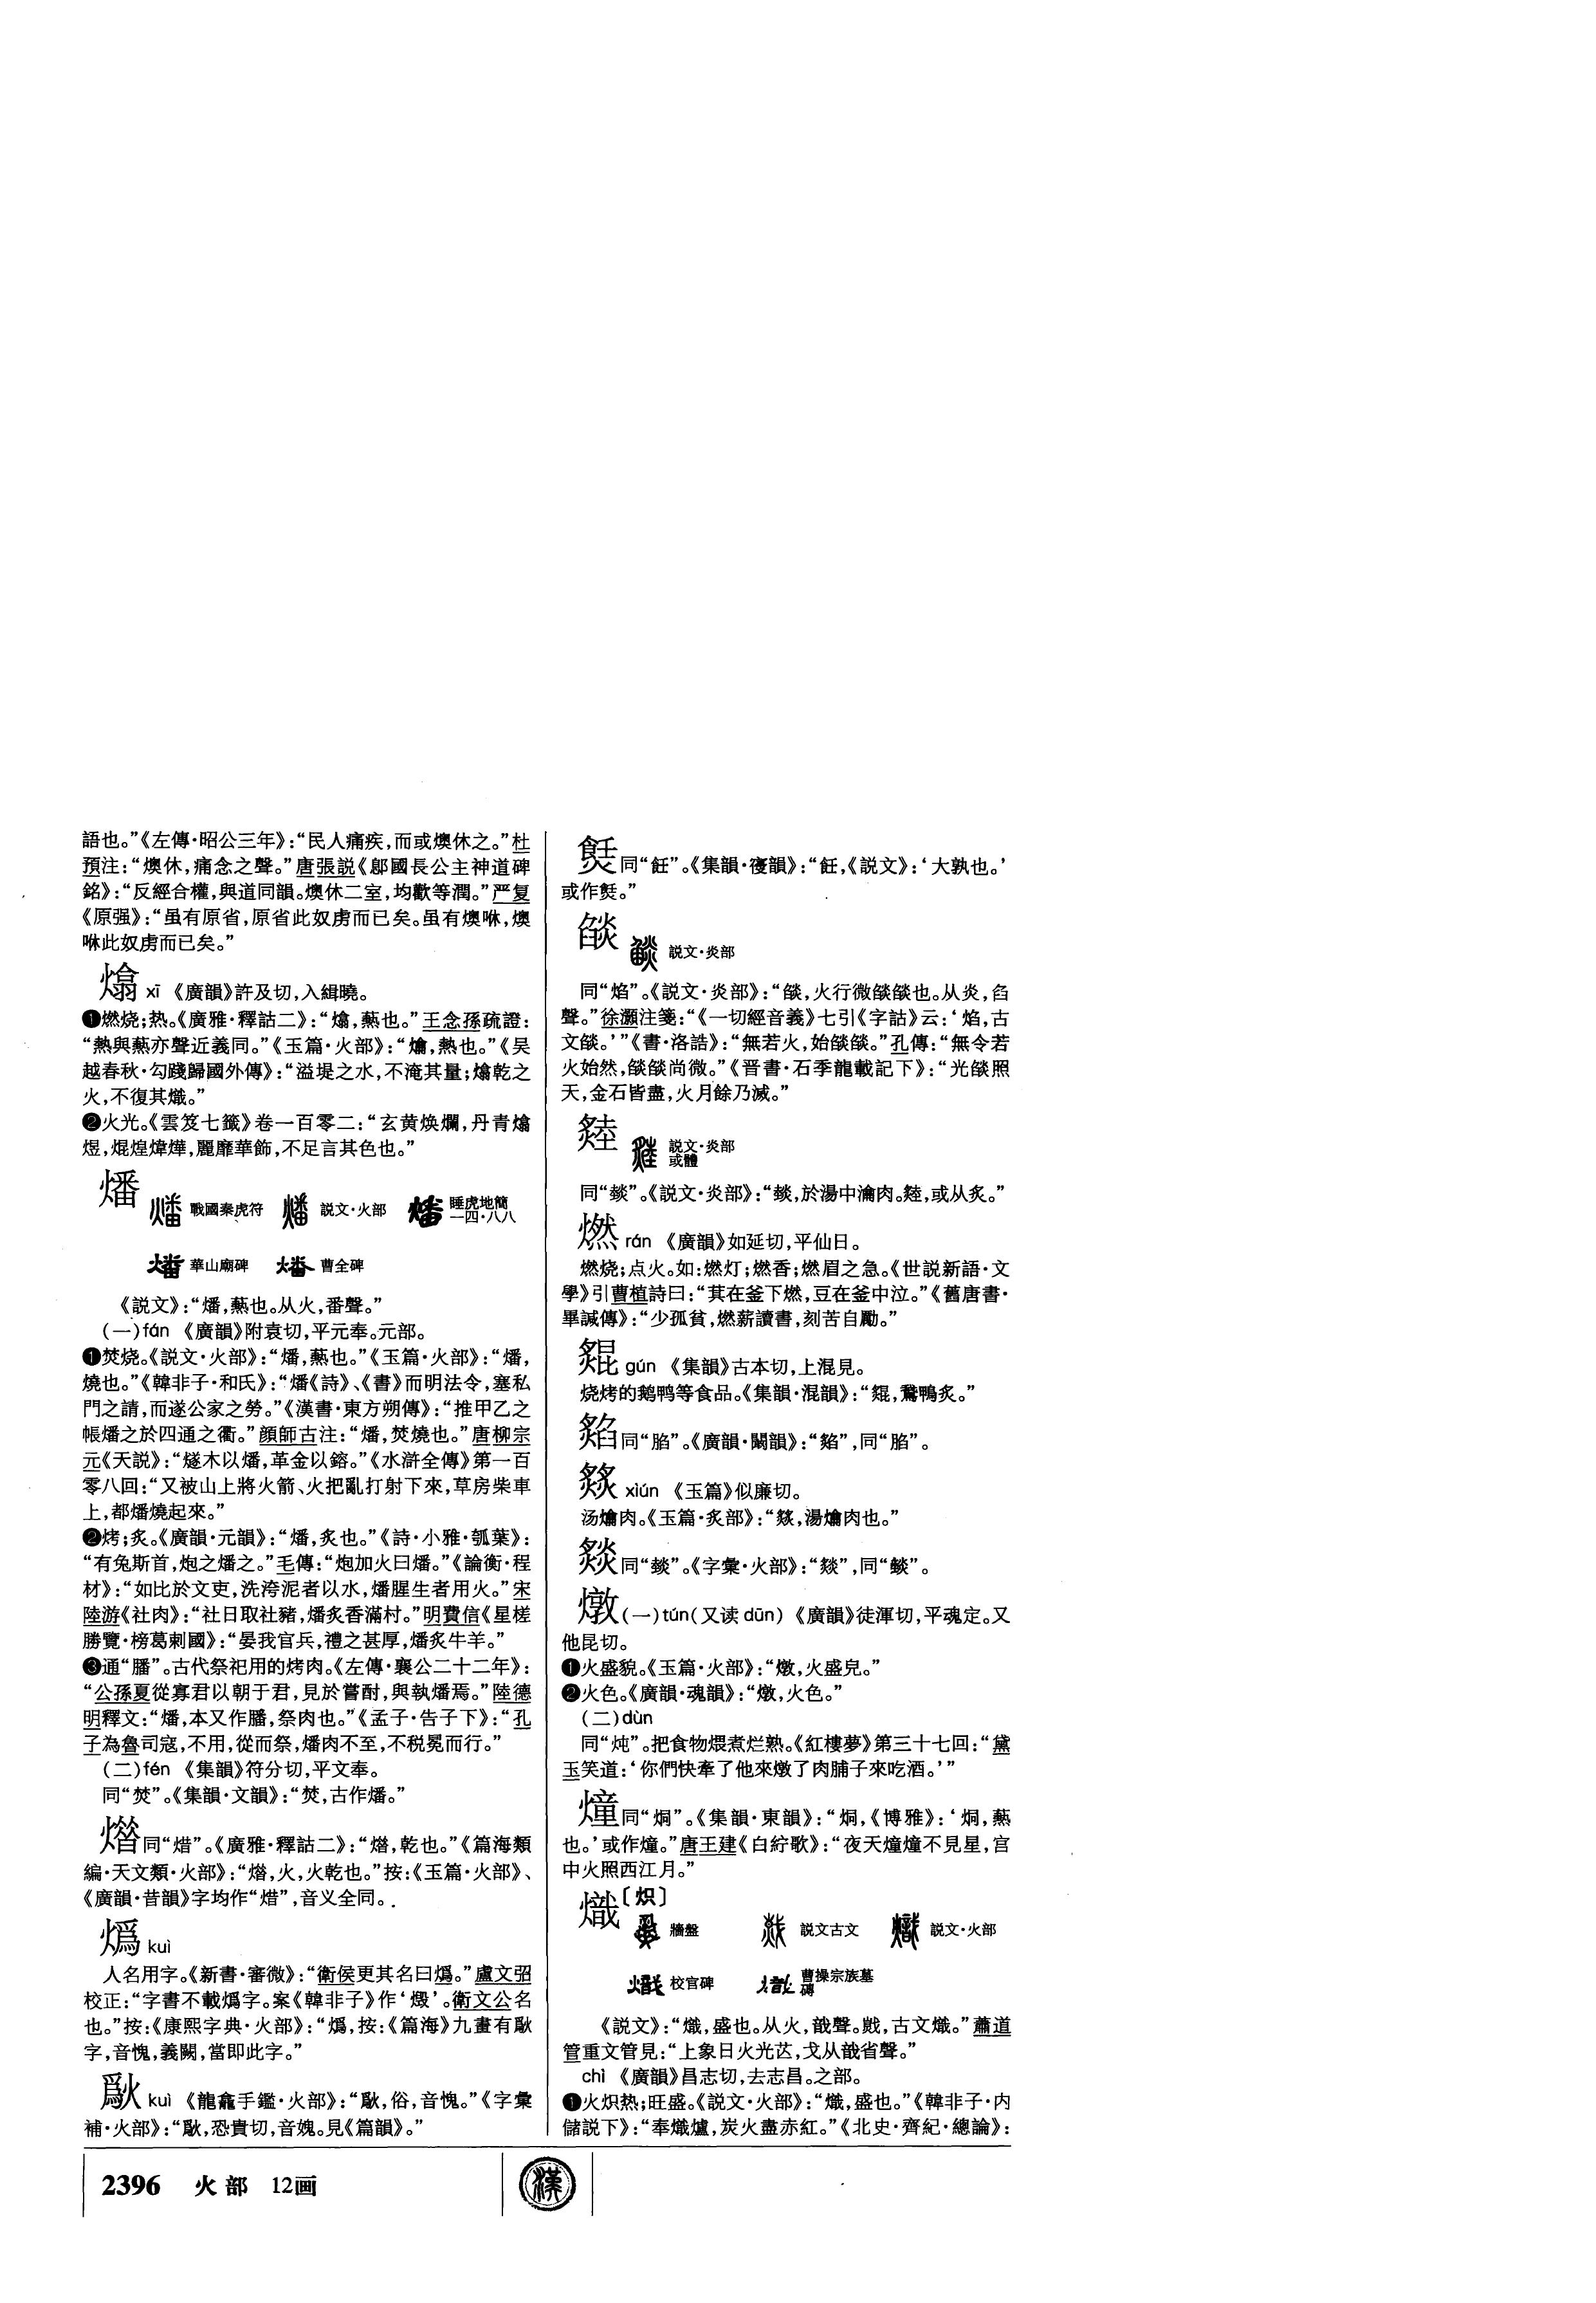 語也。”《左傳·昭公三年》：“民人痛疾，而或燠休之。”杜
預注：“燠休，痛念之聲。”唐張説《鄎國長公主神道碑
銘》：“反經合權，與道同韻。燠休二室，均歡等潤。”严复
《原强》：“虽有原省，原省此奴虏而已矣。虽有燠咻，燠
咻此奴虏而已矣。”
熻 xī 《廣韻》許及切，入緝曉。
❶燃烧；热。《廣雅·釋詁二》：“熻，爇也。”王念孫疏證：
“熱與爇亦聲近義同。”《玉篇·火部》：“熻，熱也。”《吴
越春秋·勾踐歸國外傳》：“溢堤之水，不淹其量；熻乾之
火，不復其熾。”
❷火光。《雲笈七籤》卷一百零二：“玄黄焕爛，丹青熻
煜，焜煌煒燁，麗靡華飾，不足言其色也。”
燔 戰國秦虎符 説文·火部 睡虎地簡一四·八八
華山廟碑 曹全碑
《説文》：“燔，爇也。从火，番聲。”
（一）fán 《廣韻》附袁切，平元奉。元部。
❶焚烧。《説文·火部》：“燔，爇也。”《玉篇·火部》：“燔，
燒也。”《韓非子·和氏》：“燔《詩》、《書》而明法令，塞私
門之請，而遂公家之勞。”《漢書·東方朔傳》：“推甲乙之
帳燔之於四通之衢。”顔師古注：“燔，焚燒也。”唐柳宗
元《天説》：“燧木以燔，革金以鎔。”《水滸全傳》第一百
零八回：“又被山上將火箭、火把亂打射下來，草房柴車
上，都燔燒起來。”
❷烤；炙。《廣韻·元韻》：“燔，炙也。”《詩·小雅·瓠葉》：
“有兔斯首，炮之燔之。”毛傳：“炮加火曰燔。”《論衡·程
材》：“如比於文吏，洗洿泥者以水，燔腥生者用火。”宋
陸游《社肉》：“社日取社豬，燔炙香滿村。”明費信《星槎
勝覽·榜葛剌國》：“宴我官兵，禮之甚厚，燔炙牛羊。”
❸通“膰”。古代祭祀用的烤肉。《左傳·襄公二十二年》：
“公孫夏從寡君以朝于君，見於嘗酎，與執燔焉。”陸德
明釋文：“燔，本又作膰，祭肉也。”《孟子·告子下》：“孔
子為魯司寇，不用，從而祭，燔肉不至，不税冕而行。”
（二）fén 《集韻》符分切，平文奉。
同“焚”。《集韻·文韻》：“焚，古作燔。”
同“焟”。《廣雅·釋詁二》：“，乾也。”《篇海類
編·天文類·火部》：“，火，火乾也。”按：《玉篇·火部》、
《廣韻·昔韻》字均作“焟”，音义全同。
燬 kuì
人名用字。《新書·審微》：“衛侯更其名曰。”盧文弨
校正：“字書不載字。案《韓非子》作‘燬’。衛文公名
也。”按：《康熙字典·火部》：“，按：《篇海》九畫有
字，音愧，義闕，當即此字。”
kuì 《龍龕手鑑·火部》：“，俗，音愧。”《字彙
補·火部》：“，恐貴切，音媿。見《篇韻》。”
同“飪”。《集韻·寑韻》：“飪，《説文》：‘大孰也。’
或作。”
燄 説文·炎部
同“焰”。《説文·炎部》：“燄，火行微燄燄也。从炎，臽
聲。”徐灝注箋：“《一切經音義》七引《字詁》云：‘焰，古
文燄。’”《書·洛誥》：“無若火，始燄燄。”孔傳：“無令若
火始然，燄燄尚微。”《晋書·石季龍載記下》：“光燄照
天，金石皆盡，火月餘乃滅。”
説文·炎部或體
同“”。《説文·炎部》：“，於湯中瀹肉。，或从炙。”
燃 rán 《廣韻》如延切，平仙日。
燃烧；点火。如：燃灯；燃香；燃眉之急。《世説新語·文
學》引曹植詩曰：“萁在釜下燃，豆在釜中泣。”《舊唐書·
畢諴傳》：“少孤貧，燃薪讀書，刻苦自勵。”
gǔn 《集韻》古本切，上混見。
烧烤的鹅鸭等食品。《集韻·混韻》：“，鵞鴨炙。”
同“䐄”。《廣韻·闞韻》：“”，同“䐄”。
xián 《玉篇》似廉切。
汤爚肉。《玉篇·炙部》：“，湯爚肉也。”
同“”。《字彙·火部》：“”，同“”。
燉（一）tún（又读dūn） 《廣韻》徒渾切，平魂定。又
他昆切。
❶火盛貌。《玉篇·火部》：“燉，火盛皃。”
❷火色。《廣韻·魂韻》：“燉，火色。”
（二）dùn
同“炖”。把食物煨煮烂熟。《紅樓夢》第三十七回：“黛
玉笑道：‘你們快牽了他來燉了肉脯子來吃酒。’”
燑同“烔”。《集韻·東韻》：“烔，《博雅》：‘烔，爇
也。’或作燑。”唐王建《白紵歌》：“夜天燑燑不見星，宫
中火照西江月。”
熾〔炽〕
牆盤 説文古文 説文·火部
校官碑 曹操宗族墓磚
《説文》：“熾，盛也。从火，戠聲。，古文熾。”蕭道
管重文管見：“上象日火光，戈从戠省聲。”
chì 《廣韻》昌志切，去志昌。之部。
❶火炽热；旺盛。《説文·火部》：“熾，盛也。”《韓非子·内
儲説下》：“奉熾爐，炭火盡赤紅。”《北史·齊紀·總論》：
2396 火部 12画
漢